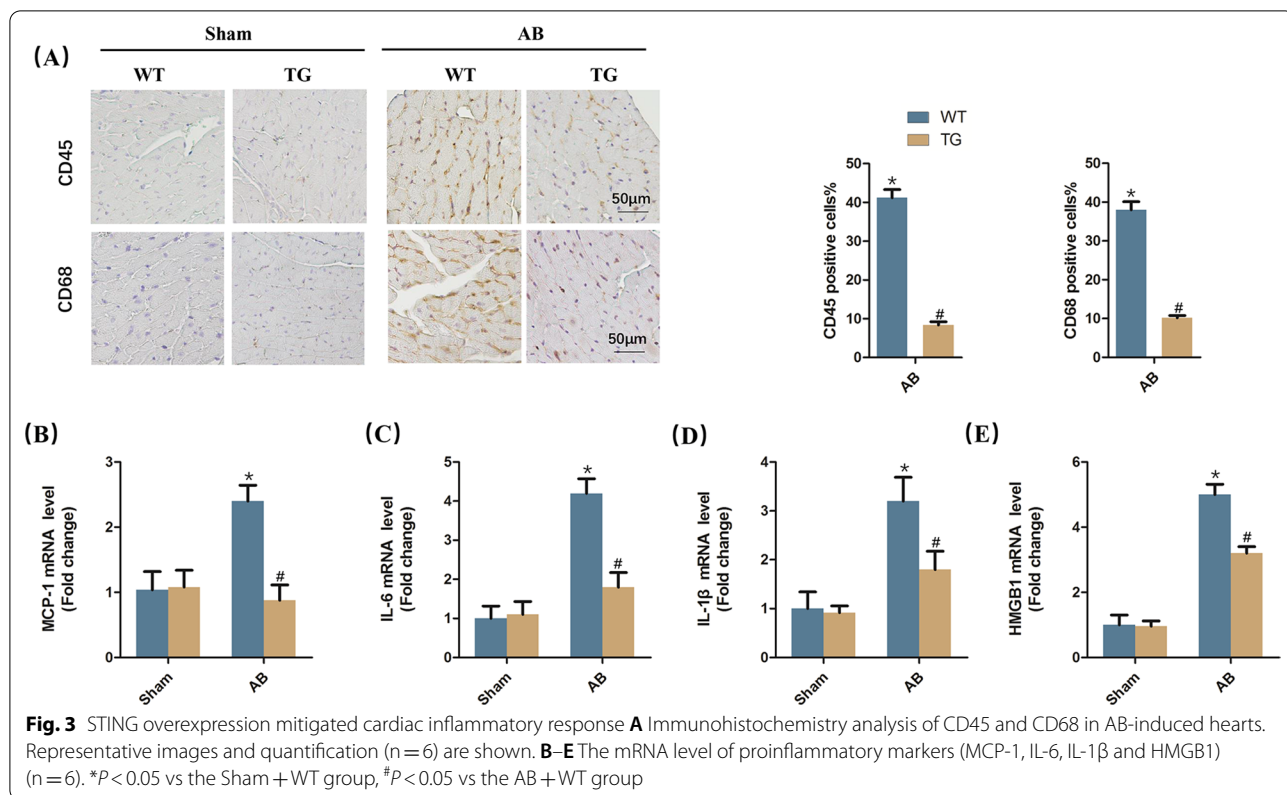 Sham
AB
(A)
WT
TG
WT
TG
CD45
50μm
CD68
50μm
WT
TG
CD45 positive cells%
50
40
30
20
10
0
*
#
AB
CD68 positive cells%
50
40
30
20
10
0
*
#
AB
(B)
MCP-1 mRNA level
(Fold change)
3
2
1
0
*
#
Sham
AB
(C)
IL-6 mRNA level
(Fold change)
5
4
3
2
1
0
*
#
Sham
AB
(D)
IL-1β mRNA level
(Fold change)
4
3
2
1
0
*
#
Sham
AB
(E)
HMGB1 mRNA level
(Fold change)
6
4
2
0
*
#
Sham
AB
Fig. 3 STING overexpression mitigated cardiac inflammatory response A Immunohistochemistry analysis of CD45 and CD68 in AB-induced hearts.
Representative images and quantification (n = 6) are shown. B–E The mRNA level of proinflammatory markers (MCP-1, IL-6, IL-1β and HMGB1)
(n = 6). *P < 0.05 vs the Sham + WT group, #P < 0.05 vs the AB + WT group